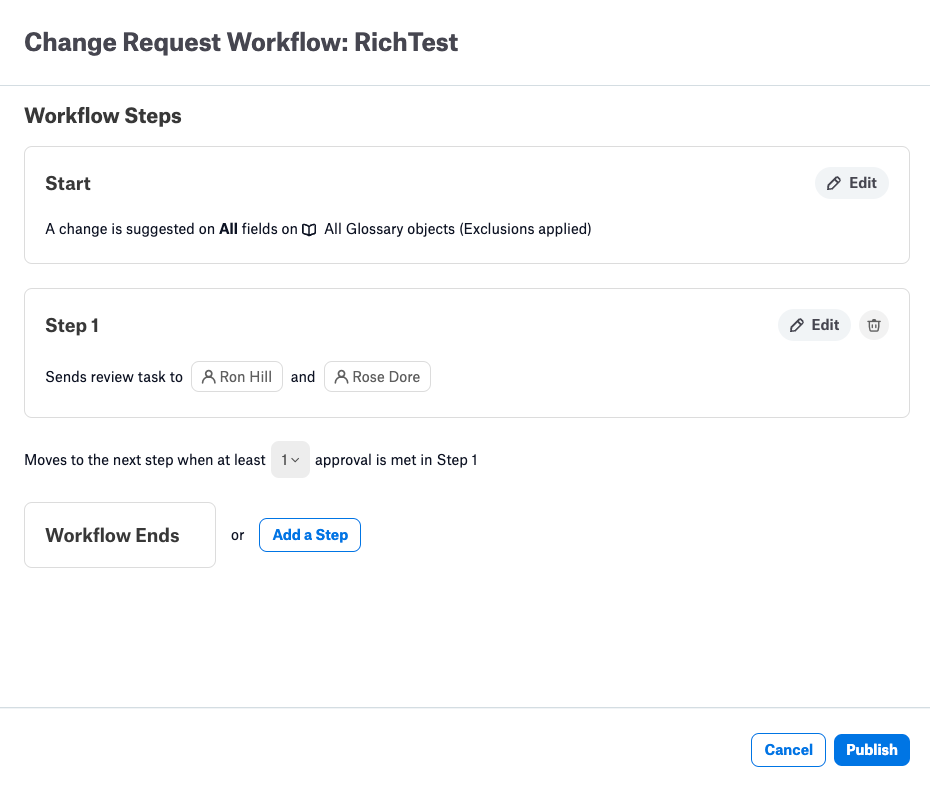 Change Request Workflow: RichTest
Workflow Steps
Start
Edit
A change is suggested on All fields on All Glossary objects (Exclusions applied)
Step 1
Edit
Sends review task to Ron Hill and Rose Dore
Moves to the next step when at least 1 approval is met in Step 1
Workflow Ends or Add a Step
Cancel Publish